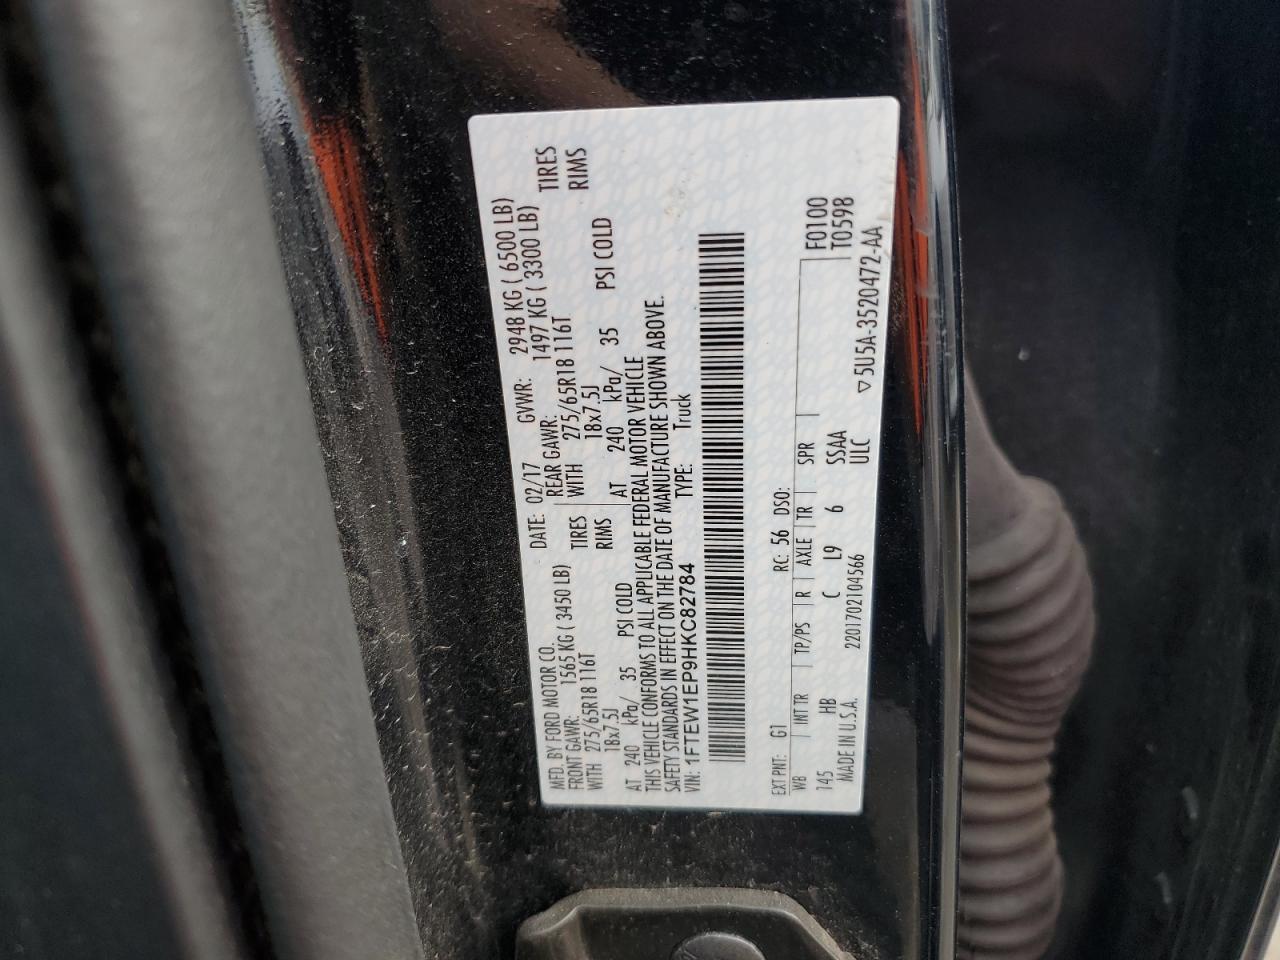 MFD. BY FORD MOTOR CO. DATE: 02/17 GVWR: 2948 KG ( 6500 LB)
FRONT GAWR: 1565 KG ( 3450 LB) REAR GAWR: 1497 KG ( 3300 LB)
WITH 275/65R18 116T TIRES WITH 275/65R18 116T TIRES
18x7.5J RIMS 18x7.5J RIMS
AT 240 kPa/ 35 PSI COLD AT 240 kPa/ 35 PSI COLD
THIS VEHICLE CONFORMS TO ALL APPLICABLE FEDERAL MOTOR VEHICLE
SAFETY STANDARDS IN EFFECT ON THE DATE OF MANUFACTURE SHOWN ABOVE.
VIN: 1FTEW1EP9HKC82784 TYPE: Truck
EXT PNT: G1 RC: 56 DSO: F0100
WB INT TR TP/PS R AXLE TR SPR T0598
145 HB C L9 6 SSAA
MADE IN U.S.A. 2201702104566 ULC ▽5U5A-3520472-AA